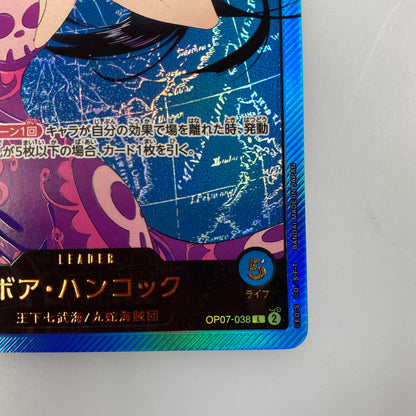 ーン1回 キャラが自分の効果で場を離れた時、発動
が5枚以下の場合、カード1枚を引く。
LEADER
ボア・ハンコック
5
ライフ
王下七武海/九蛇海賊団
OP07-038 L 2